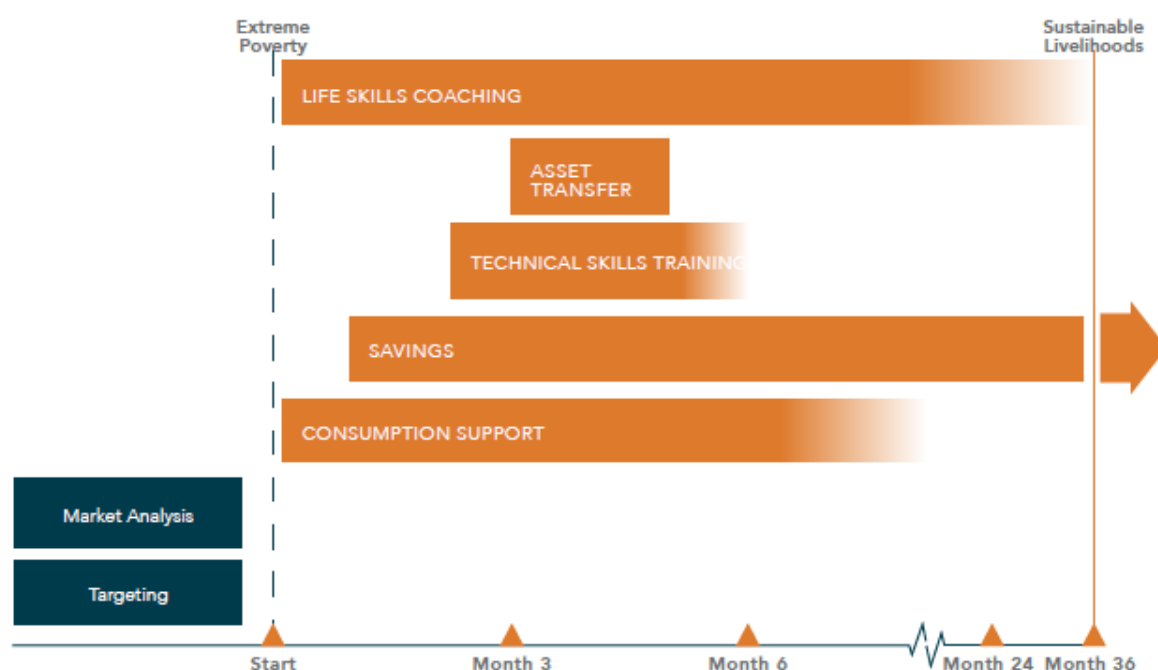 Extreme
Poverty
Sustainable
Livelihoods
LIFE SKILLS COACHING
ASSET
TRANSFER
TECHNICAL SKILLS TRAINING
SAVINGS
CONSUMPTION SUPPORT
Market Analysis
Targeting
Start
Month 3
Month 6
Month 24
Month 36